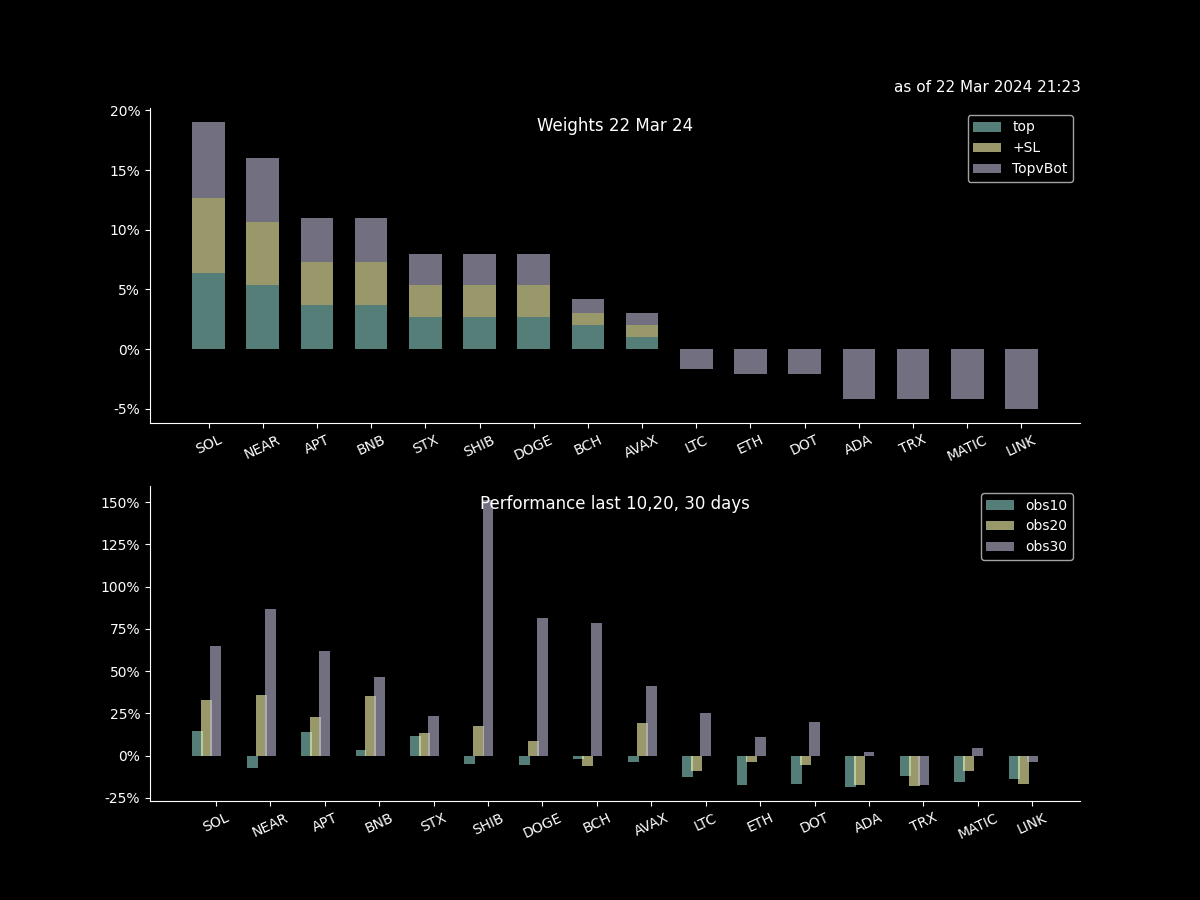 as of 22 Mar 2024 21:23
Weights 22 Mar 24
top
+SL
TopvBot
20%
15%
10%
5%
0%
-5%
SOL NEAR APT BNB STX SHIB DOGE BCH AVAX LTC ETH DOT ADA TRX MATIC LINK
Performance last 10,20, 30 days
obs10
obs20
obs30
150%
125%
100%
75%
50%
25%
0%
-25%
SOL NEAR APT BNB STX SHIB DOGE BCH AVAX LTC ETH DOT ADA TRX MATIC LINK